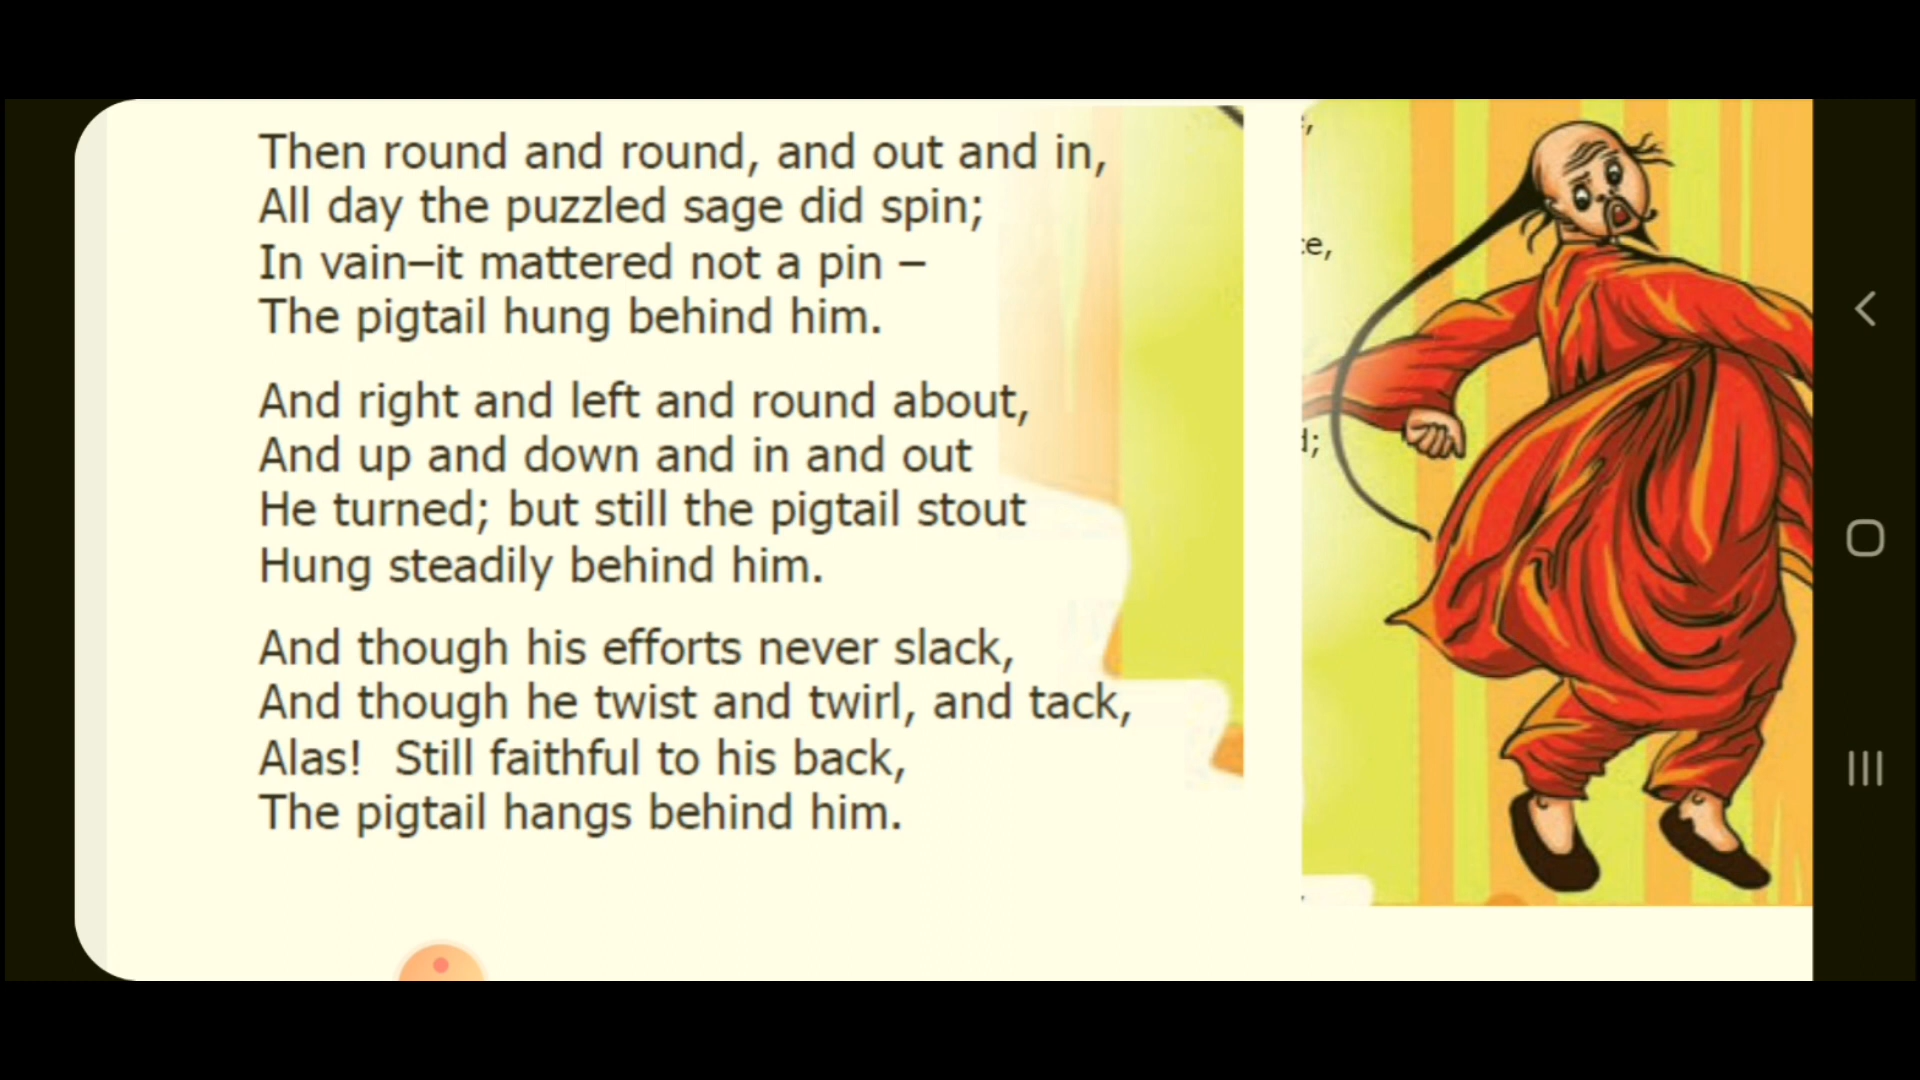 Then round and round, and out and in,
All day the puzzled sage did spin;
In vain–it mattered not a pin –
The pigtail hung behind him.
And right and left and round about,
And up and down and in and out
He turned; but still the pigtail stout
Hung steadily behind him.
And though his efforts never slack,
And though he twist and twirl, and tack,
Alas!  Still faithful to his back,
The pigtail hangs behind him.